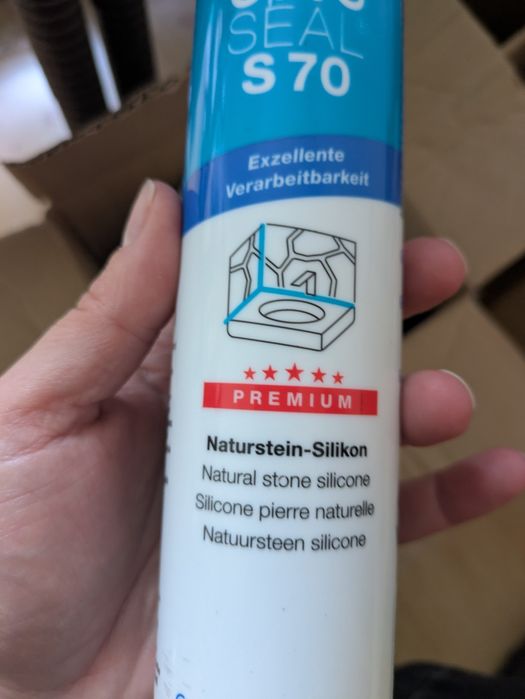 SEAL
S 70
Exzellente
Verarbeitbarkeit
PREMIUM
Naturstein-Silikon
Natural stone silicone
Silicone pierre naturelle
Natuursteen silicone